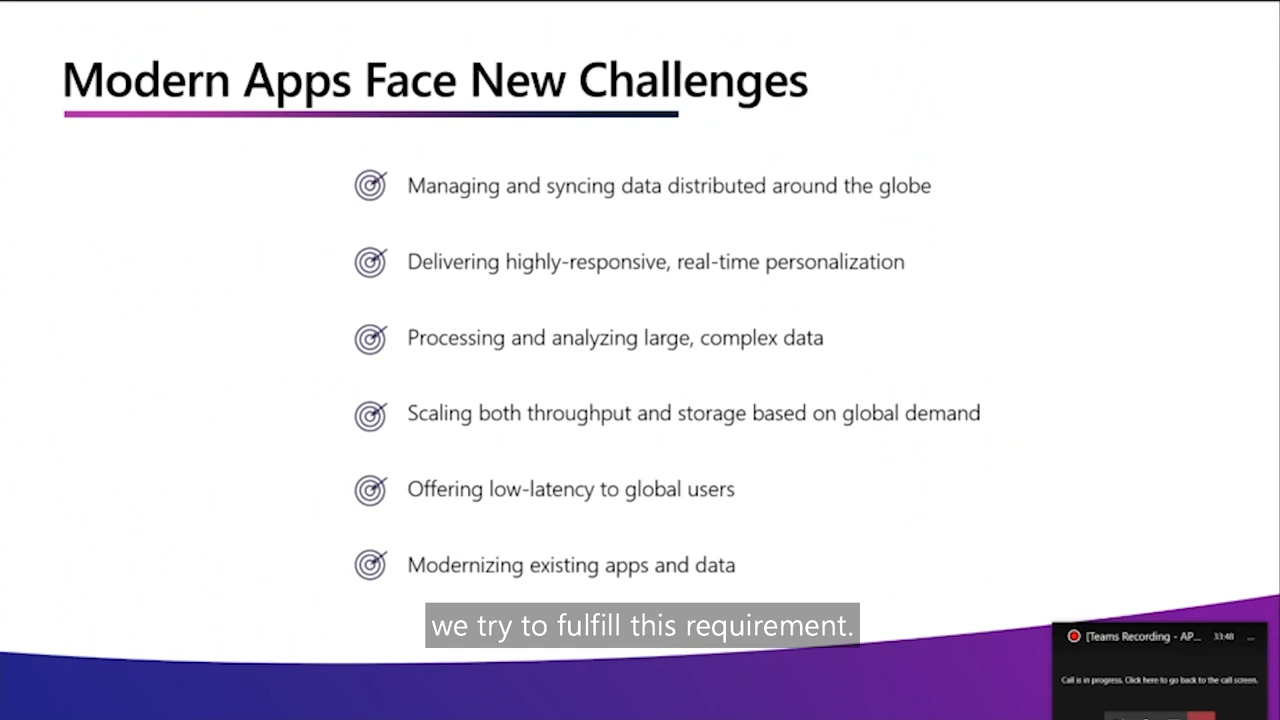 Modern Apps Face New Challenges
Managing and syncing data distributed around the globe
Delivering highly-responsive, real-time personalization
Processing and analyzing large, complex data
Scaling both throughput and storage based on global demand
Offering low-latency to global users
Modernizing existing apps and data
we try to fulfill this requirement.
[Teams Recording - AP... 33:48 ...
Call is in progress. Click here to go back to the call screen.